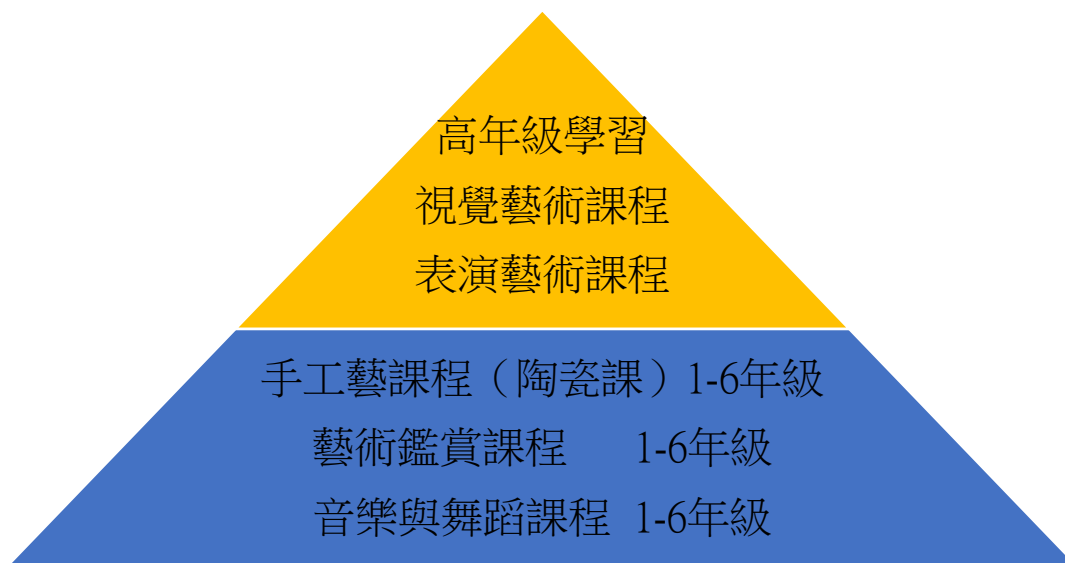 高年級學習
視覺藝術課程
表演藝術課程
手工藝課程（陶瓷課）1-6年級
藝術鑑賞課程 1-6年級
音樂與舞蹈課程 1-6年級